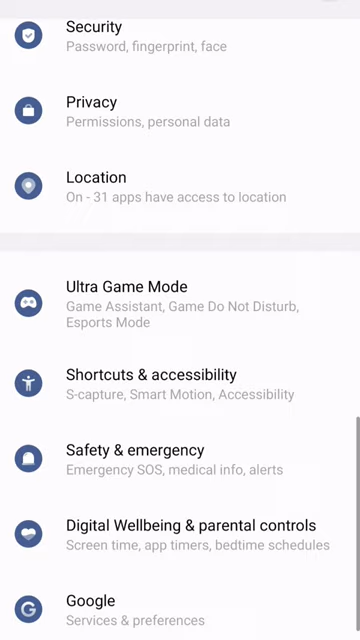 Security
Password, fingerprint, face
Privacy
Permissions, personal data
Location
On - 31 apps have access to location
Ultra Game Mode
Game Assistant, Game Do Not Disturb,
Esports Mode
Shortcuts & accessibility
S-capture, Smart Motion, Accessibility
Safety & emergency
Emergency SOS, medical info, alerts
Digital Wellbeing & parental controls
Screen time, app timers, bedtime schedules
Google
Services & preferences